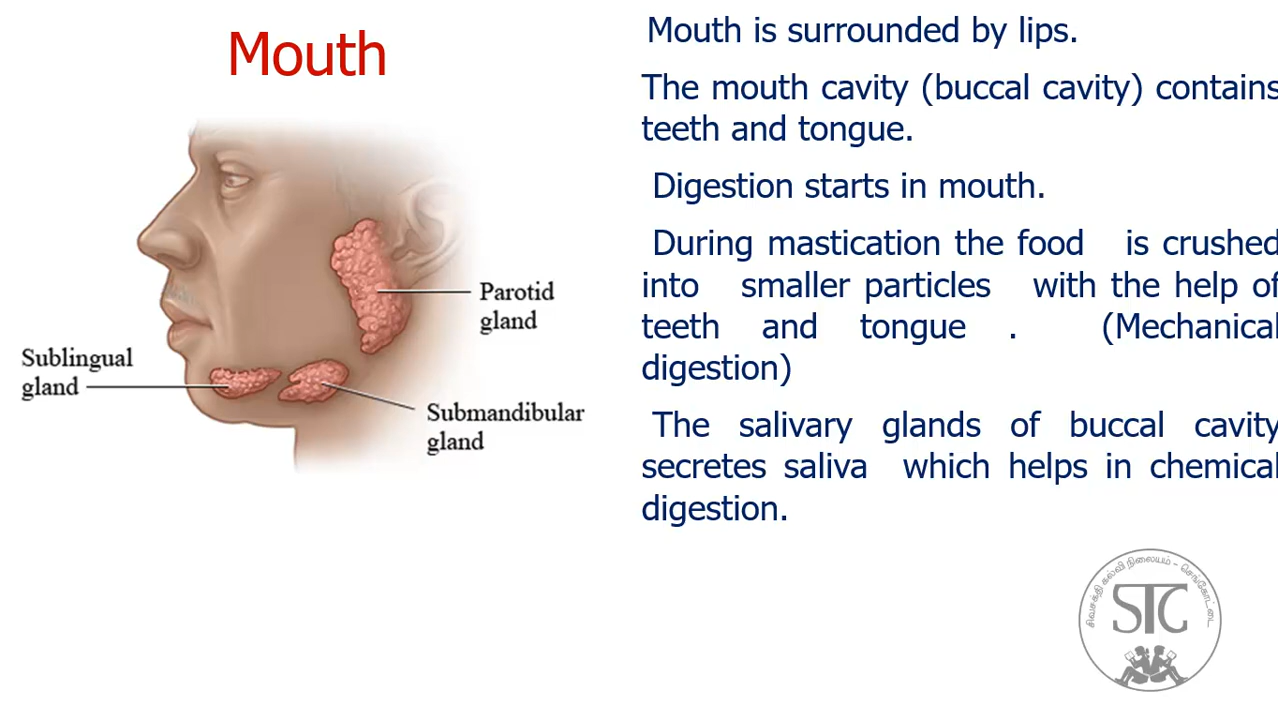 Mouth
Mouth is surrounded by lips.
The mouth cavity (buccal cavity) contains
teeth and tongue.
Digestion starts in mouth.
During mastication the food is crushed
into smaller particles with the help of
teeth and tongue . (Mechanical
digestion)
The salivary glands of buccal cavity
secretes saliva which helps in chemical
digestion.
Parotid
gland
Sublingual
gland
Submandibular
gland
சிவசக்தி கல்வி நிலையம் - செங்கோட்டை
STC